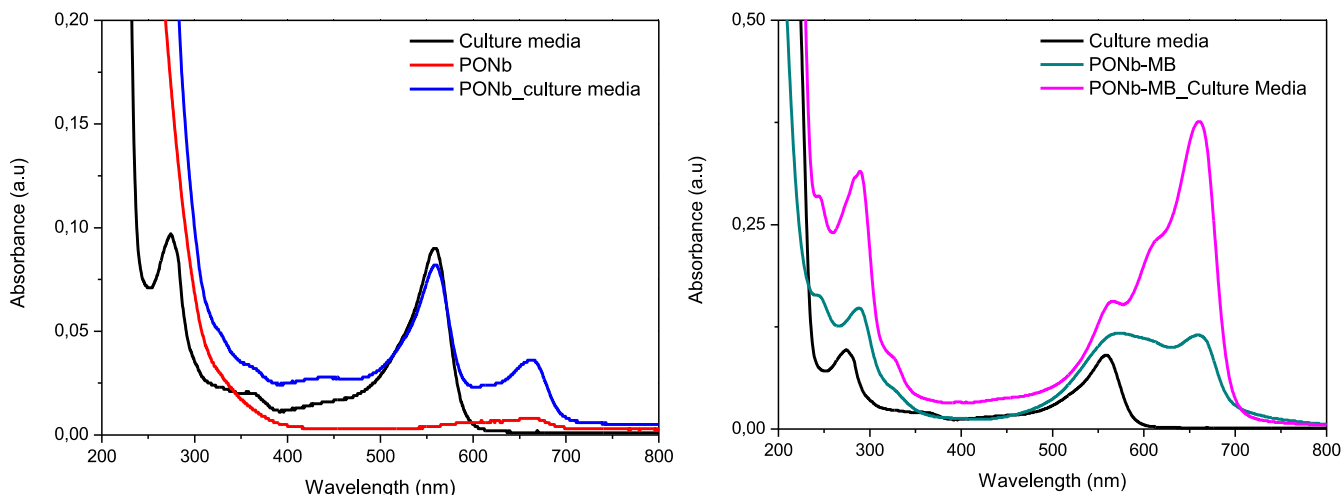 0,20
0,15
0,10
0,05
0,00
Absorbance (a.u)
Culture media
PONb
PONb_culture media
200 300 400 500 600 700 800
Wavelength (nm)
0,50
0,25
0,00
Absorbance (a.u)
Culture media
PONb-MB
PONb-MB_Culture Media
200 300 400 500 600 700 800
Wavelength (nm)